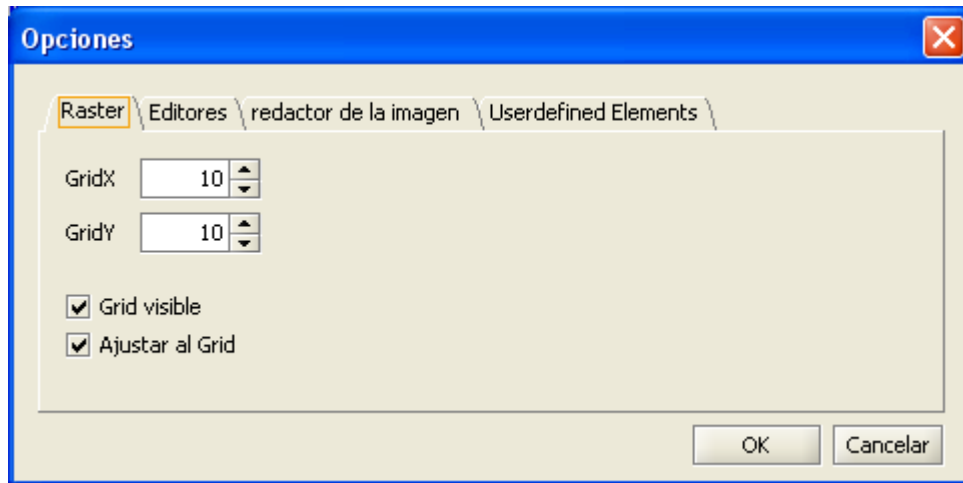 Opciones
Raster Editores redactor de la imagen Userdefined Elements
GridX 10
GridY 10
Grid visible
Ajustar al Grid
OK Cancelar